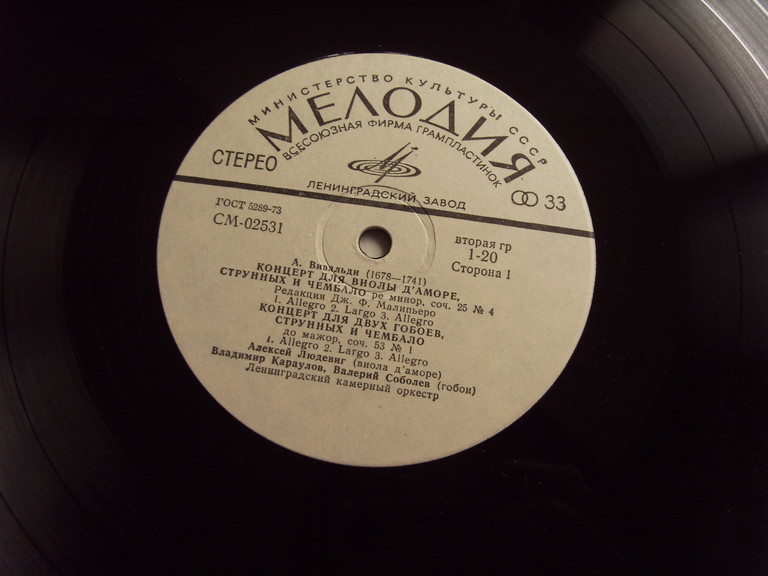 МИНИСТЕРСТВО КУЛЬТУРЫ СССР
МЕЛОДИЯ
ВСЕСОЮЗНАЯ ФИРМА ГРАМПЛАСТИНОК
СТЕРЕО
ЛЕНИНГРАДСКИЙ ЗАВОД
33
ГОСТ 5289-73
СМ-02531
вторая гр
1-20
Сторона 1
А. Вивальди (1678—1741)
КОНЦЕРТ ДЛЯ ВИОЛЫ Д'АМОРЕ,
СТРУННЫХ И ЧЕМБАЛО ре минор, соч. 25 № 4
Редакция Дж. Ф. Малипьеро
1. Allegro 2. Largo 3. Allegro
КОНЦЕРТ ДЛЯ ДВУХ ГОБОЕВ,
СТРУННЫХ И ЧЕМБАЛО
до мажор, соч. 53 № 1
1. Allegro 2. Largo 3. Allegro
Алексей Людевиг (виола д'аморе)
Владимир Караулов, Валерий Соболев (гобои)
Ленинградский камерный оркестр